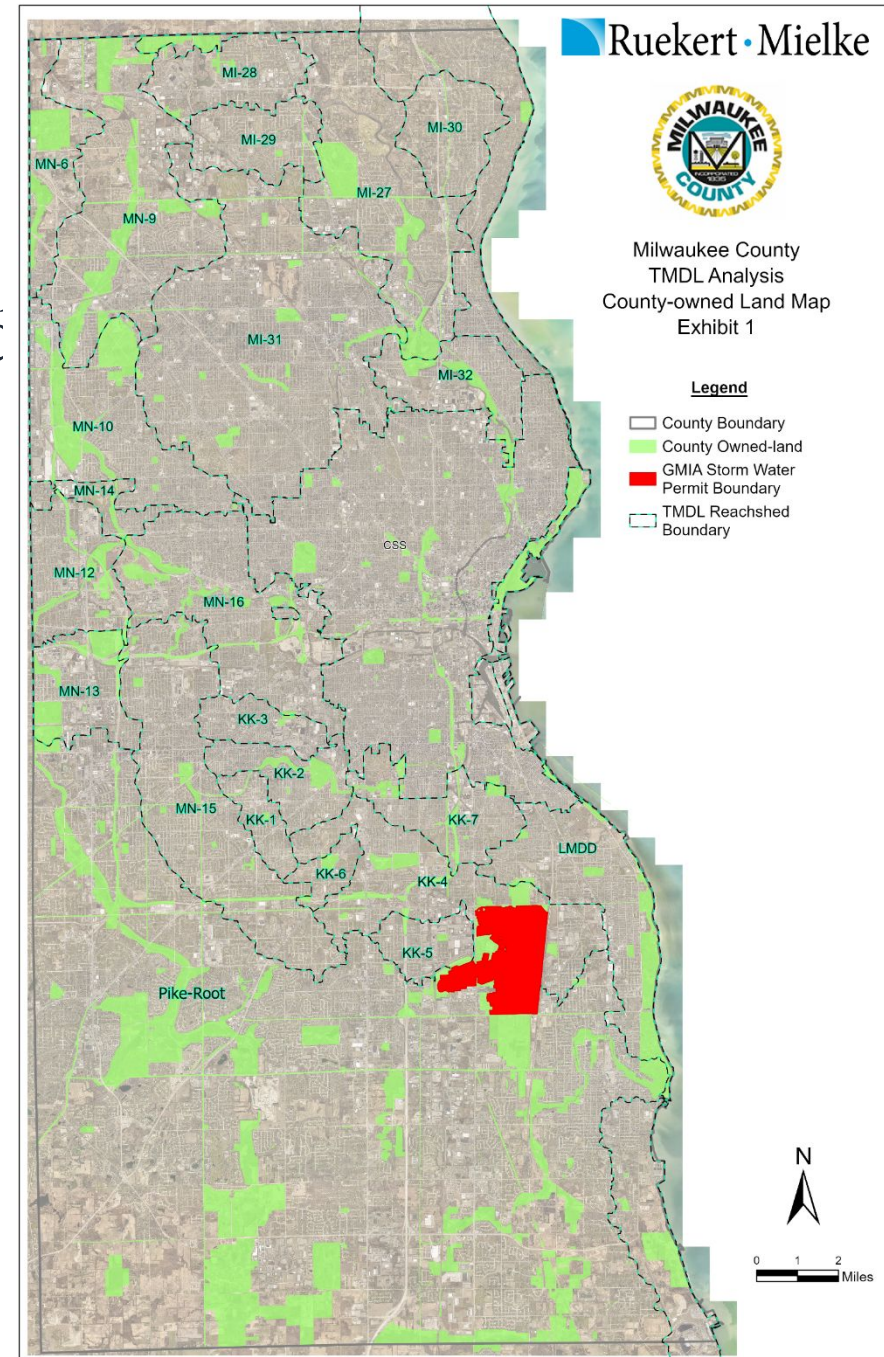 Ruekert · Mielke
MILWAUKEE
INCORPORATED
1835
COUNTY
Milwaukee County
TMDL Analysis
County-owned Land Map
Exhibit 1
Legend
County Boundary
County Owned-land
GMIA Storm Water
Permit Boundary
TMDL Reachshed
Boundary
MI-28
MI-29
MI-30
MN-6
MI-27
MN-9
MI-31
MI-32
MN-10
MN-14
CSS
MN-12
MN-16
MN-13
KK-3
KK-2
MN-15
KK-1
KK-7
LMDD
KK-6
KK-4
KK-5
Pike-Root
N
0 1 2
Miles